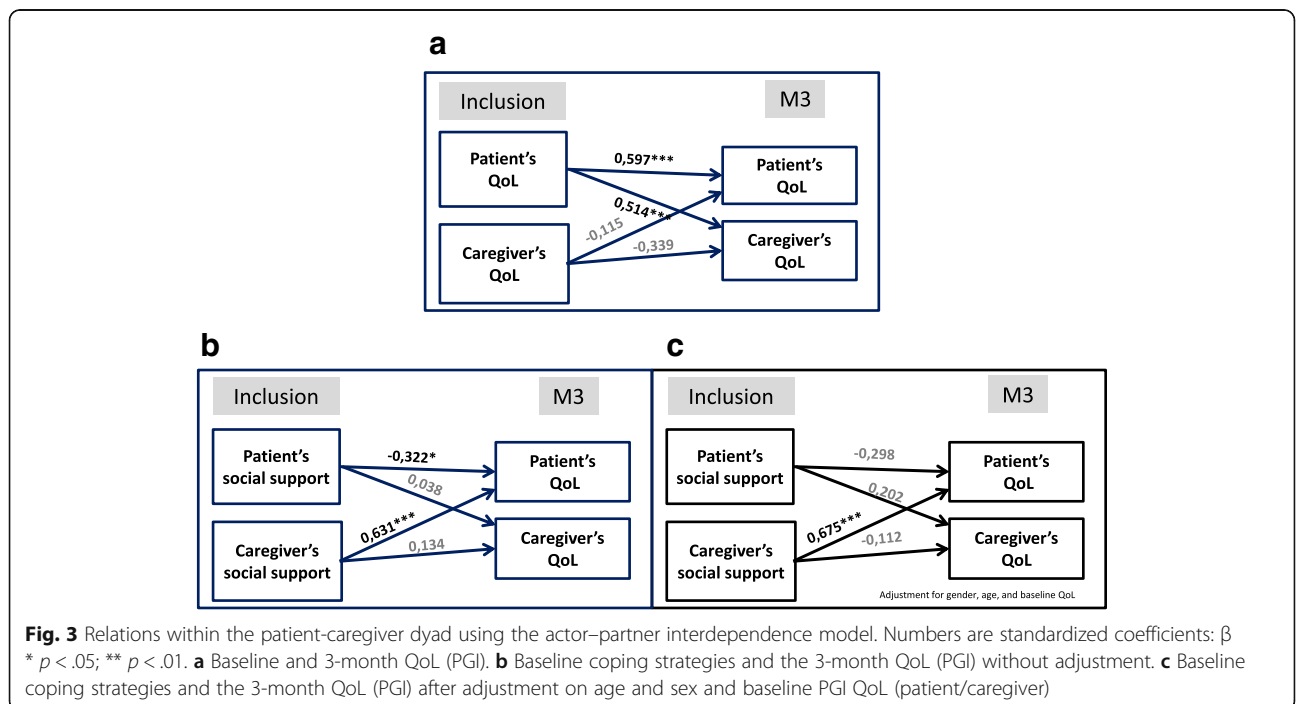 a
Inclusion
M3
Patient's
QoL
0,597***
Patient's
QoL
0,514***
-0,115
Caregiver's
QoL
-0,339
Caregiver's
QoL
b
Inclusion
M3
Patient's
social support
-0,322*
Patient's
QoL
0,038
0,631***
Caregiver's
social support
0,134
Caregiver's
QoL
c
Inclusion
M3
Patient's
social support
-0,298
Patient's
QoL
0,202
0,675***
Caregiver's
social support
-0,112
Caregiver's
QoL
Adjustment for gender, age, and baseline QoL
Fig. 3 Relations within the patient-caregiver dyad using the actor–partner interdependence model. Numbers are standardized coefficients: β
* p < .05; ** p < .01. a Baseline and 3-month QoL (PGI). b Baseline coping strategies and the 3-month QoL (PGI) without adjustment. c Baseline
coping strategies and the 3-month QoL (PGI) after adjustment on age and sex and baseline PGI QoL (patient/caregiver)